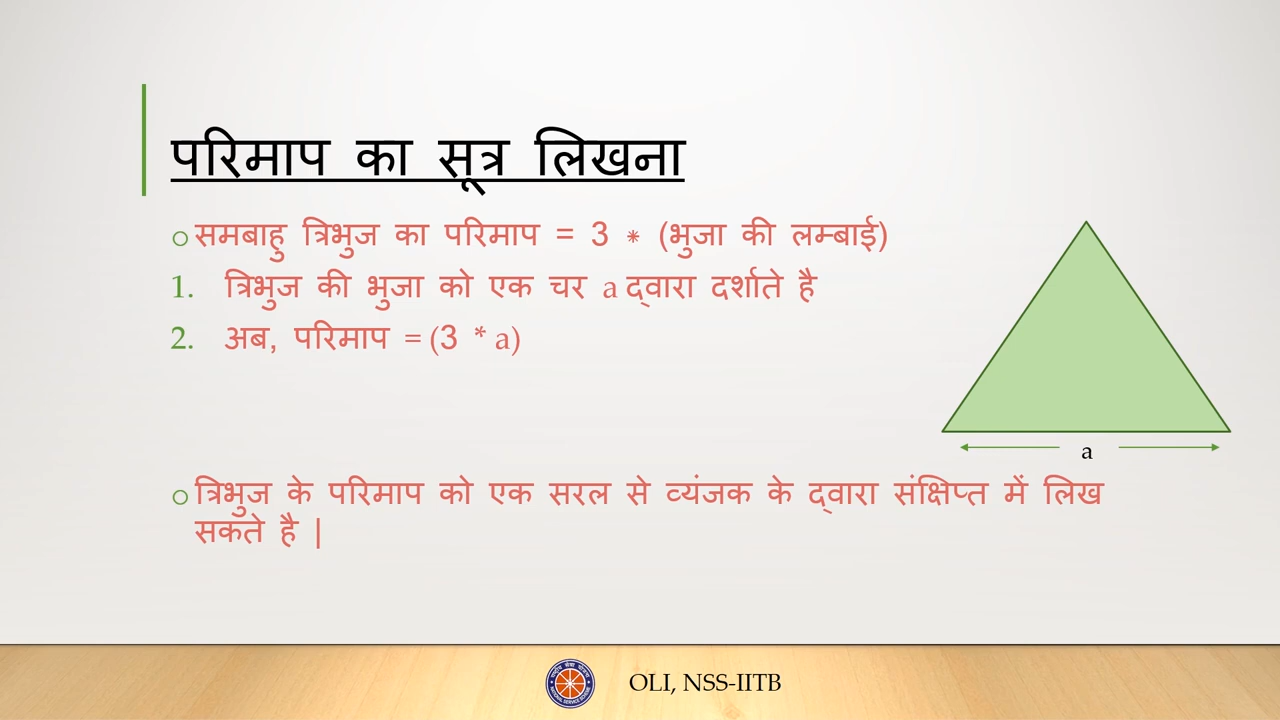 परिमाप का सूत्र लिखना
समबाहु त्रिभुज का परिमाप = 3 * (भुजा की लम्बाई)
1. त्रिभुज की भुजा को एक चर a द्वारा दर्शाते है
2. अब, परिमाप = (3 * a)
a
त्रिभुज के परिमाप को एक सरल से व्यंजक के द्वारा संक्षिप्त में लिख
सकते है |
OLI, NSS-IITB